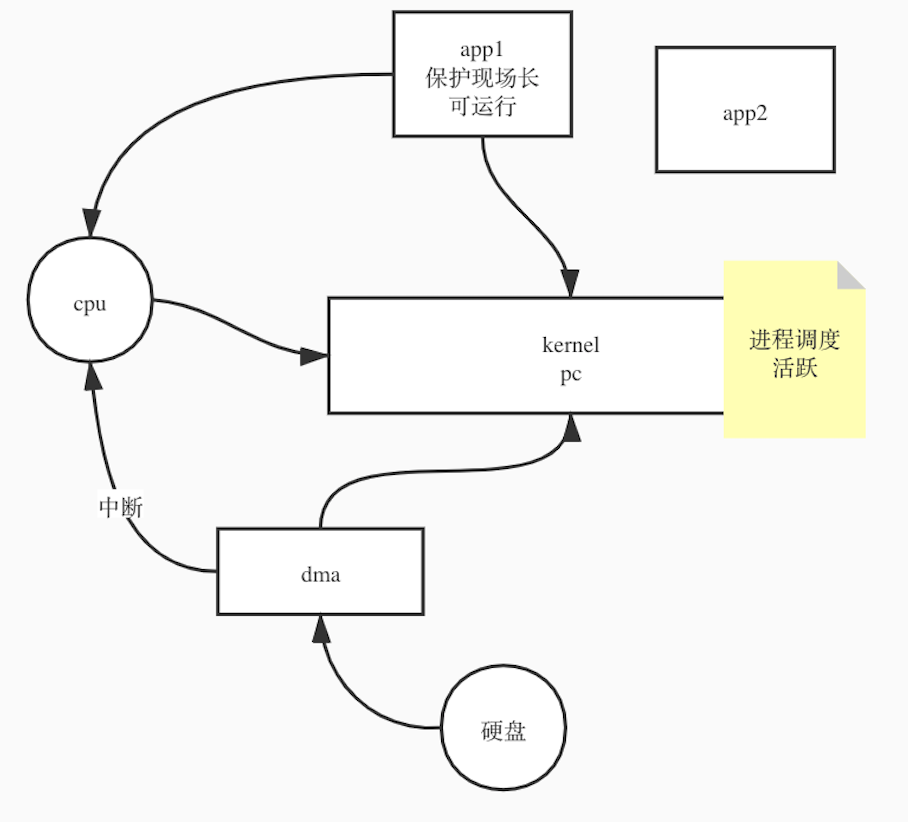 app1
保护现场长
可运行
app2
cpu
kernel
pc
进程调度
活跃
中断
dma
硬盘